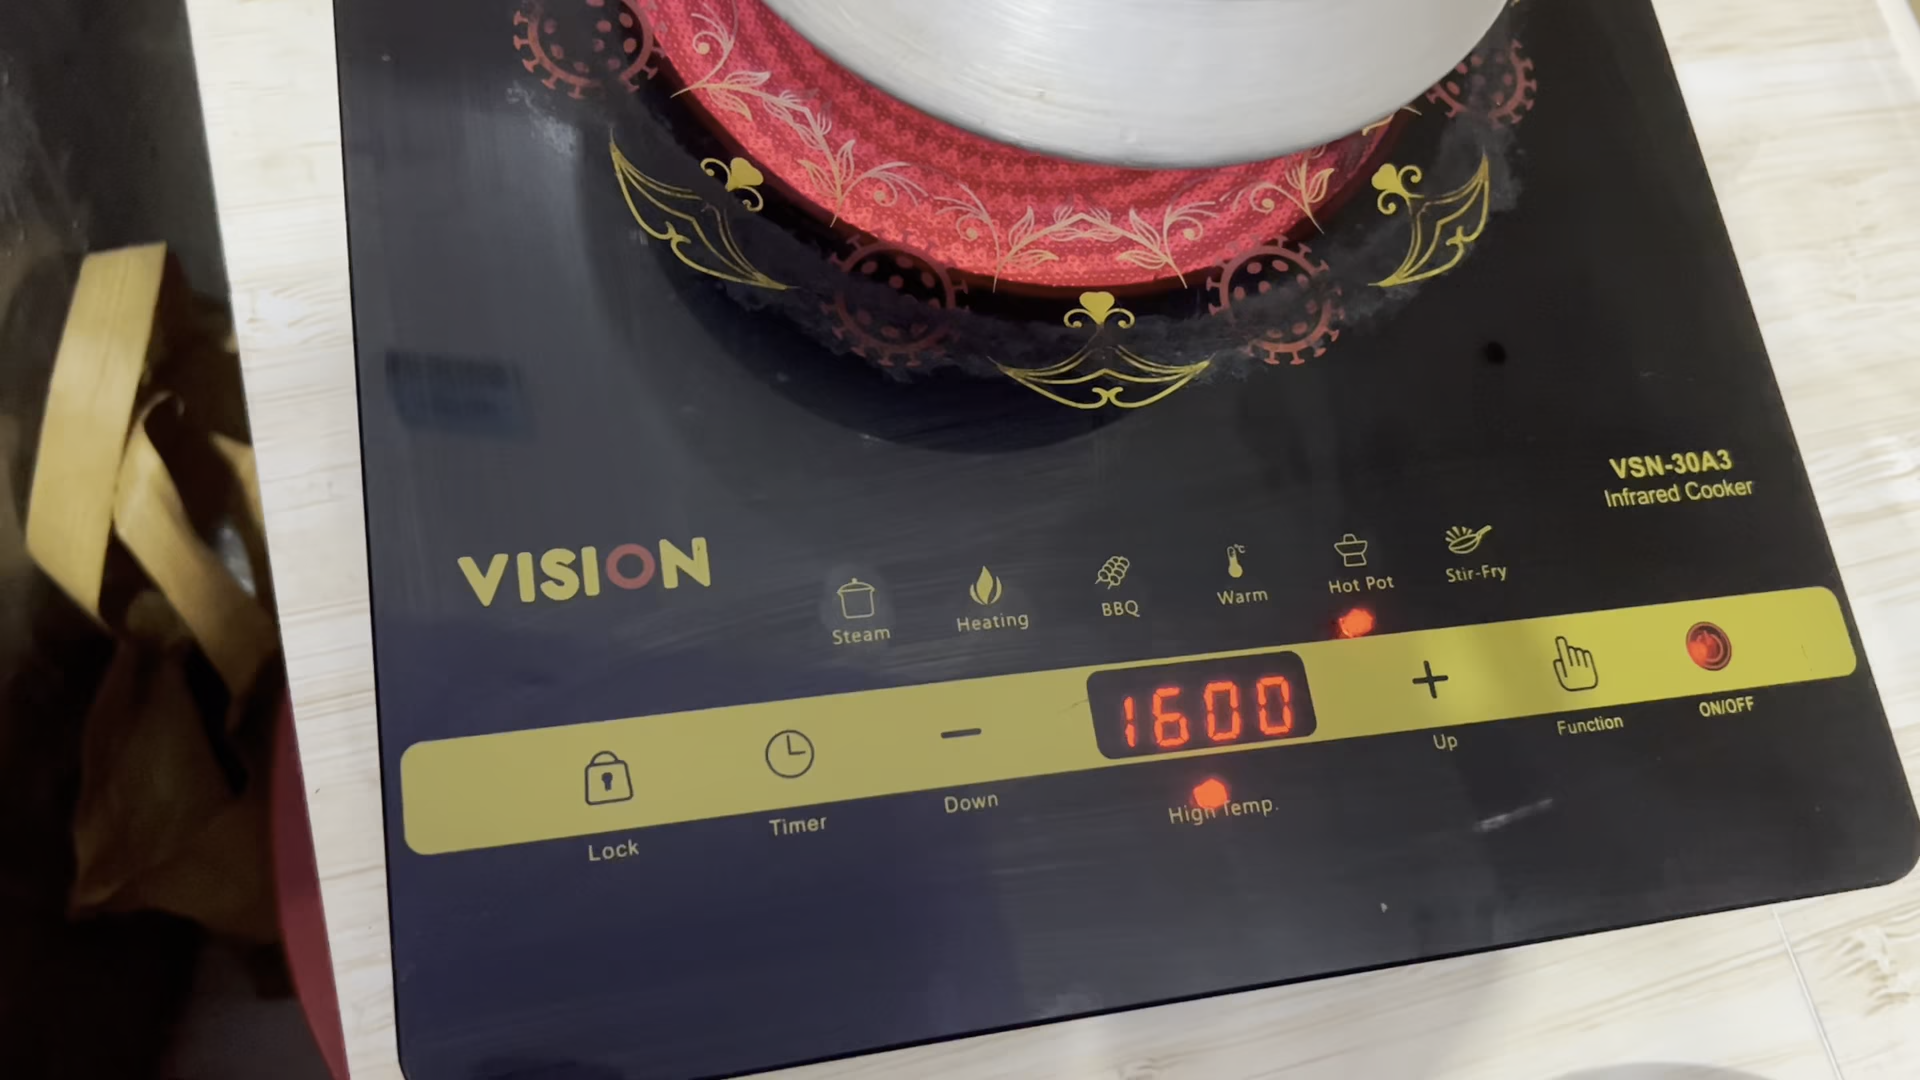 VSN-30A3
Infrared Cooker
VISION
Steam
Heating
BBQ
°C
Warm
Hot Pot
Stir-Fry
1600
Lock
Timer
Down
High Temp.
Up
Function
ON/OFF